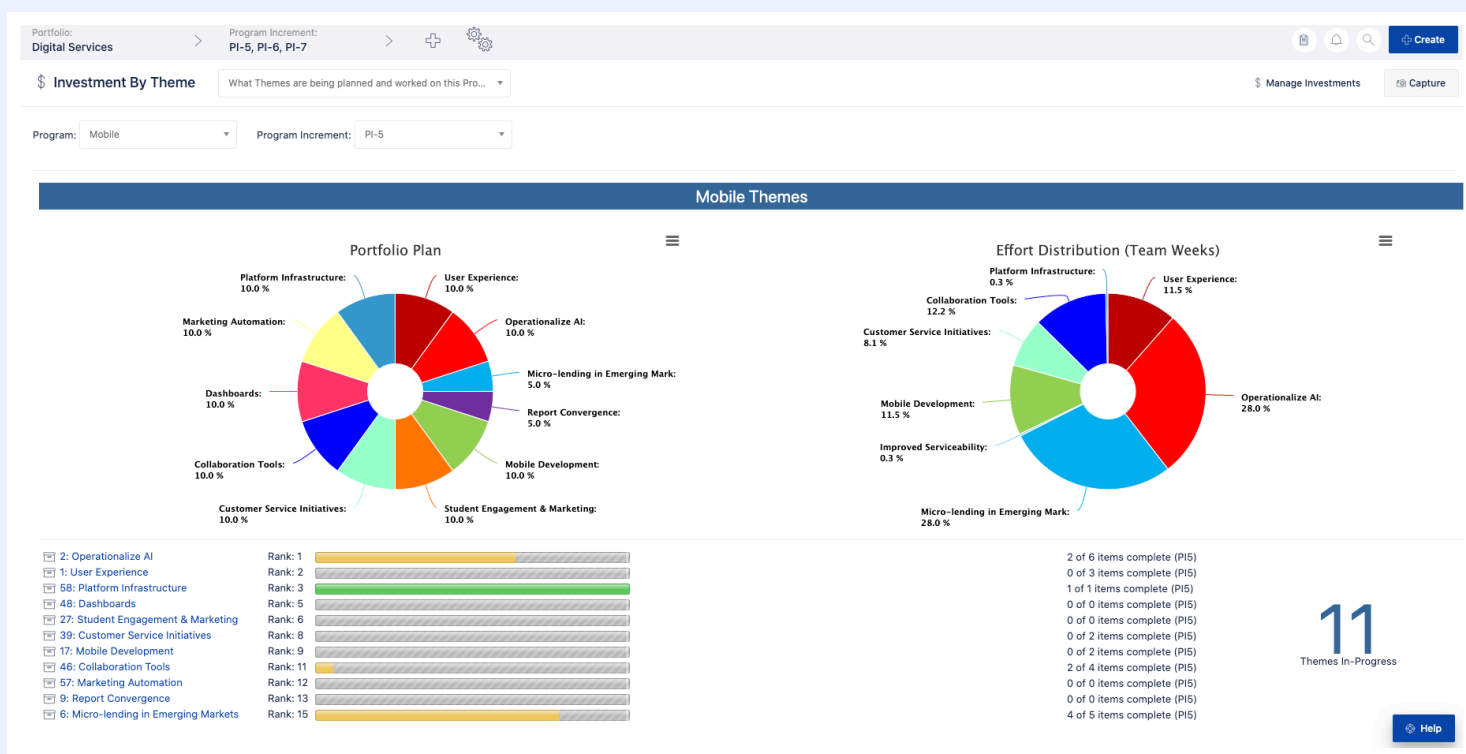 Portfolio:
Digital Services
Program Increment:
PI-5, PI-6, PI-7
Create
$ Investment By Theme
What Themes are being planned and worked on this Pro...
$ Manage Investments
Capture
Program:
Mobile
Program Increment:
PI-5
Mobile Themes
Portfolio Plan
Platform Infrastructure:
10.0 %
User Experience:
10.0 %
Marketing Automation:
10.0 %
Operationalize AI:
10.0 %
Micro-lending in Emerging Mark:
5.0 %
Dashboards:
10.0 %
Report Convergence:
5.0 %
Collaboration Tools:
10.0 %
Mobile Development:
10.0 %
Customer Service Initiatives:
10.0 %
Student Engagement & Marketing:
10.0 %
Effort Distribution (Team Weeks)
Platform Infrastructure:
0.3 %
User Experience:
11.5 %
Collaboration Tools:
12.2 %
Customer Service Initiatives:
8.1 %
Mobile Development:
11.5 %
Operationalize AI:
28.0 %
Improved Serviceability:
0.3 %
Micro-lending in Emerging Mark:
28.0 %
2: Operationalize AI Rank: 1 2 of 6 items complete (PI5)
1: User Experience Rank: 2 0 of 3 items complete (PI5)
58: Platform Infrastructure Rank: 3 1 of 1 items complete (PI5)
48: Dashboards Rank: 5 0 of 0 items complete (PI5)
27: Student Engagement & Marketing Rank: 6 0 of 0 items complete (PI5)
39: Customer Service Initiatives Rank: 8 0 of 2 items complete (PI5)
17: Mobile Development Rank: 9 0 of 2 items complete (PI5)
46: Collaboration Tools Rank: 11 2 of 4 items complete (PI5)
57: Marketing Automation Rank: 12 0 of 0 items complete (PI5)
9: Report Convergence Rank: 13 0 of 0 items complete (PI5)
6: Micro-lending in Emerging Markets Rank: 15 4 of 5 items complete (PI5)
11
Themes In-Progress
Help